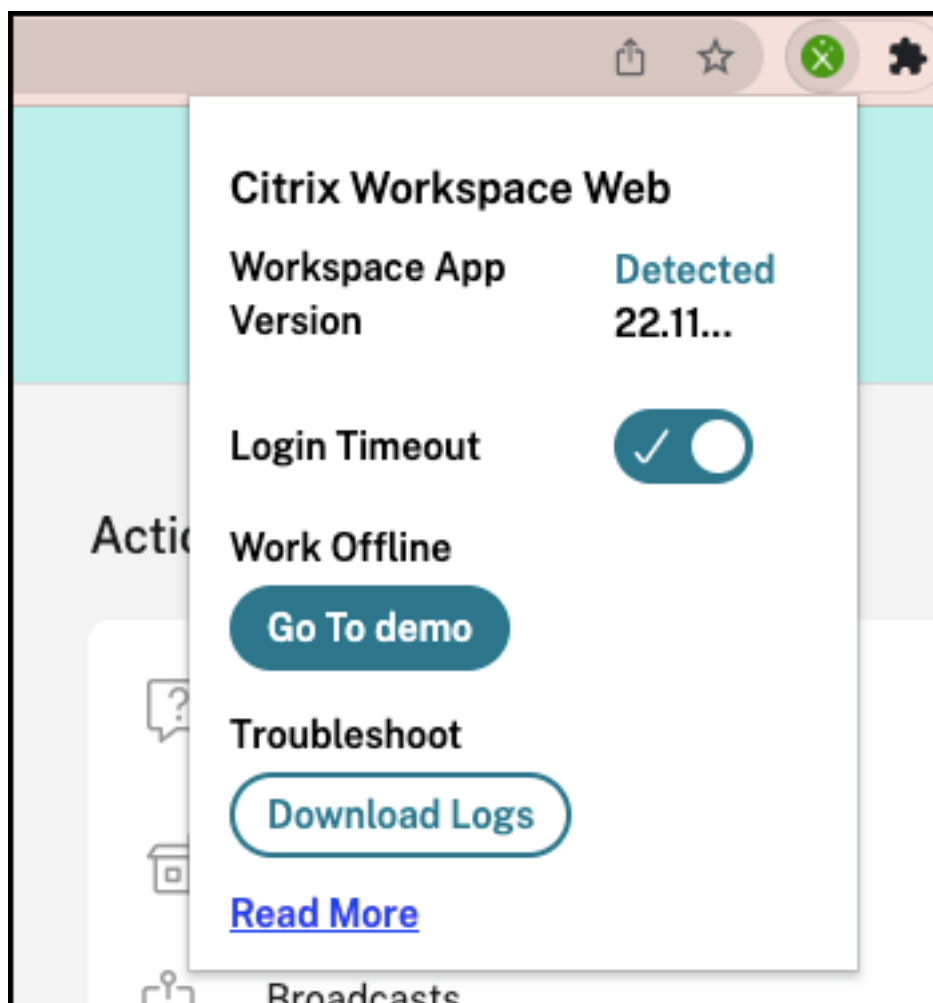 Citrix Workspace Web
Workspace App Detected
Version 22.11...
Login Timeout
Actic
Work Offline
Go To demo
?
Troubleshoot
Download Logs
Read More
Broadcasts